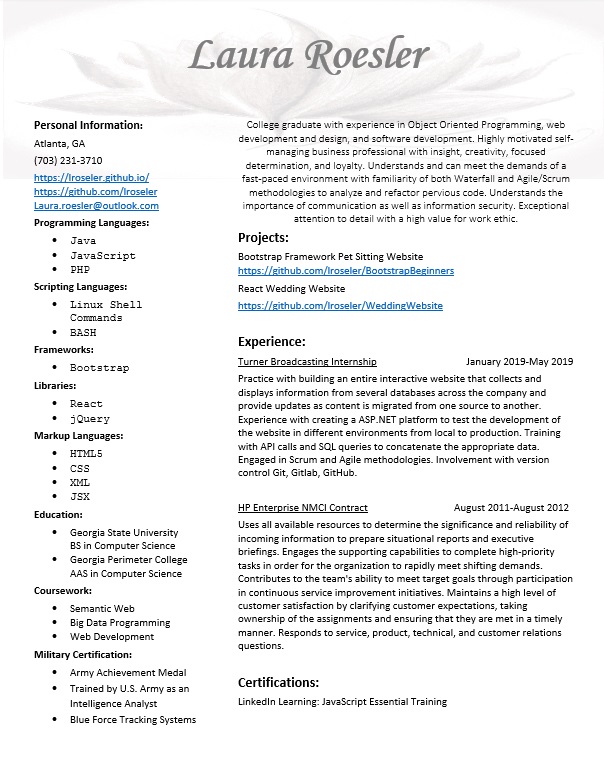 Laura Roesler
Personal Information:
Atlanta, GA
(703) 231-3710
https://lroseler.github.io/
https://github.com/lroseler
Laura.roesler@outlook.com
Programming Languages:
• Java
• JavaScript
• PHP
Scripting Languages:
• Linux Shell
Commands
• BASH
Frameworks:
• Bootstrap
Libraries:
• React
• jQuery
Markup Languages:
• HTML5
• CSS
• XML
• JSX
Education:
• Georgia State University
BS in Computer Science
• Georgia Perimeter College
AAS in Computer Science
Coursework:
• Semantic Web
• Big Data Programming
• Web Development
Military Certification:
• Army Achievement Medal
• Trained by U.S. Army as an
Intelligence Analyst
• Blue Force Tracking Systems
College graduate with experience in Object Oriented Programming, web
development and design, and software development. Highly motivated self-
managing business professional with insight, creativity, focused
determination, and loyalty. Understands and can meet the demands of a
fast-paced environment with familiarity of both Waterfall and Agile/Scrum
methodologies to analyze and refactor pervious code. Understands the
importance of communication as well as information security. Exceptional
attention to detail with a high value for work ethic.
Projects:
Bootstrap Framework Pet Sitting Website
https://github.com/lroseler/BootstrapBeginners
React Wedding Website
https://github.com/lroseler/WeddingWebsite
Experience:
Turner Broadcasting Internship January 2019-May 2019
Practice with building an entire interactive website that collects and
displays information from several databases across the company and
provide updates as content is migrated from one source to another.
Experience with creating a ASP.NET platform to test the development of
the website in different environments from local to production. Training
with API calls and SQL queries to concatenate the appropriate data.
Engaged in Scrum and Agile methodologies. Involvement with version
control Git, Gitlab, GitHub.
HP Enterprise NMCI Contract August 2011-August 2012
Uses all available resources to determine the significance and reliability of
incoming information to prepare situational reports and executive
briefings. Engages the supporting capabilities to complete high-priority
tasks in order for the organization to rapidly meet shifting demands.
Contributes to the team's ability to meet target goals through participation
in continuous service improvement initiatives. Maintains a high level of
customer satisfaction by clarifying customer expectations, taking
ownership of the assignments and ensuring that they are met in a timely
manner. Responds to service, product, technical, and customer relations
questions.
Certifications:
LinkedIn Learning: JavaScript Essential Training